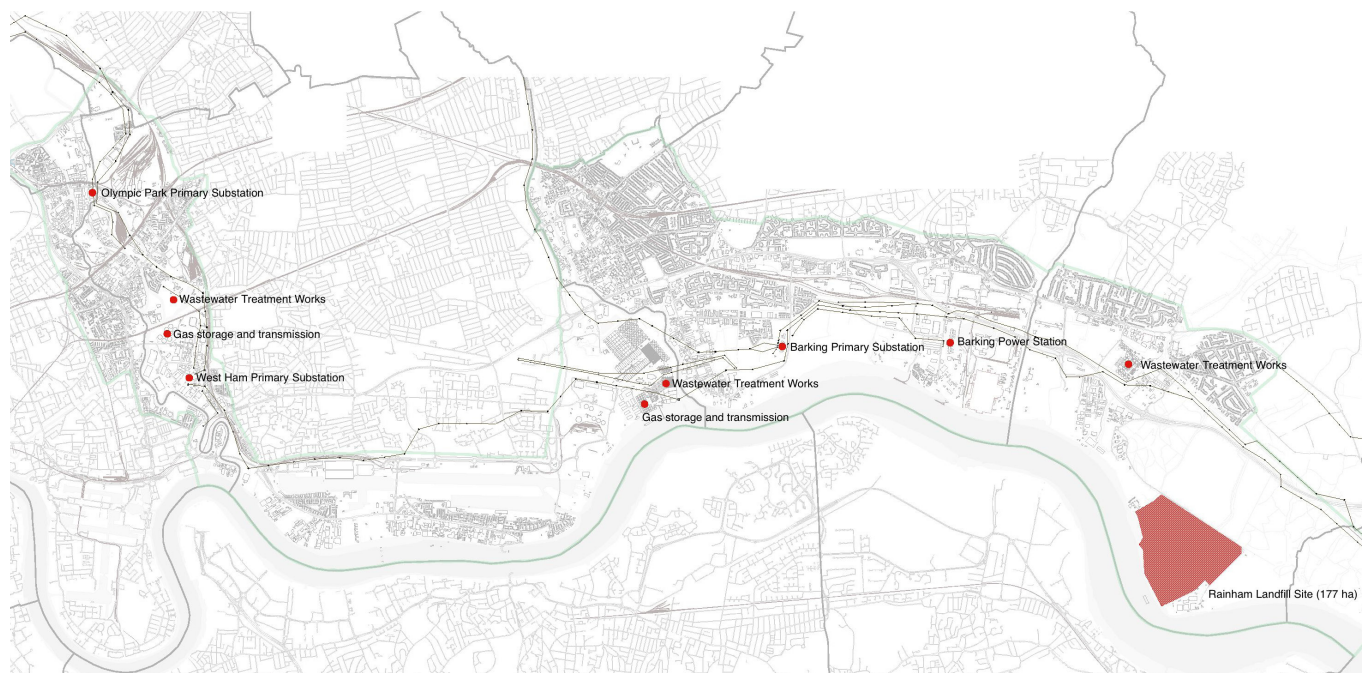 Olympic Park Primary Substation
Wastewater Treatment Works
Gas storage and transmission
West Ham Primary Substation
Barking Primary Substation
Barking Power Station
Wastewater Treatment Works
Wastewater Treatment Works
Gas storage and transmission
Rainham Landfill Site (177 ha)